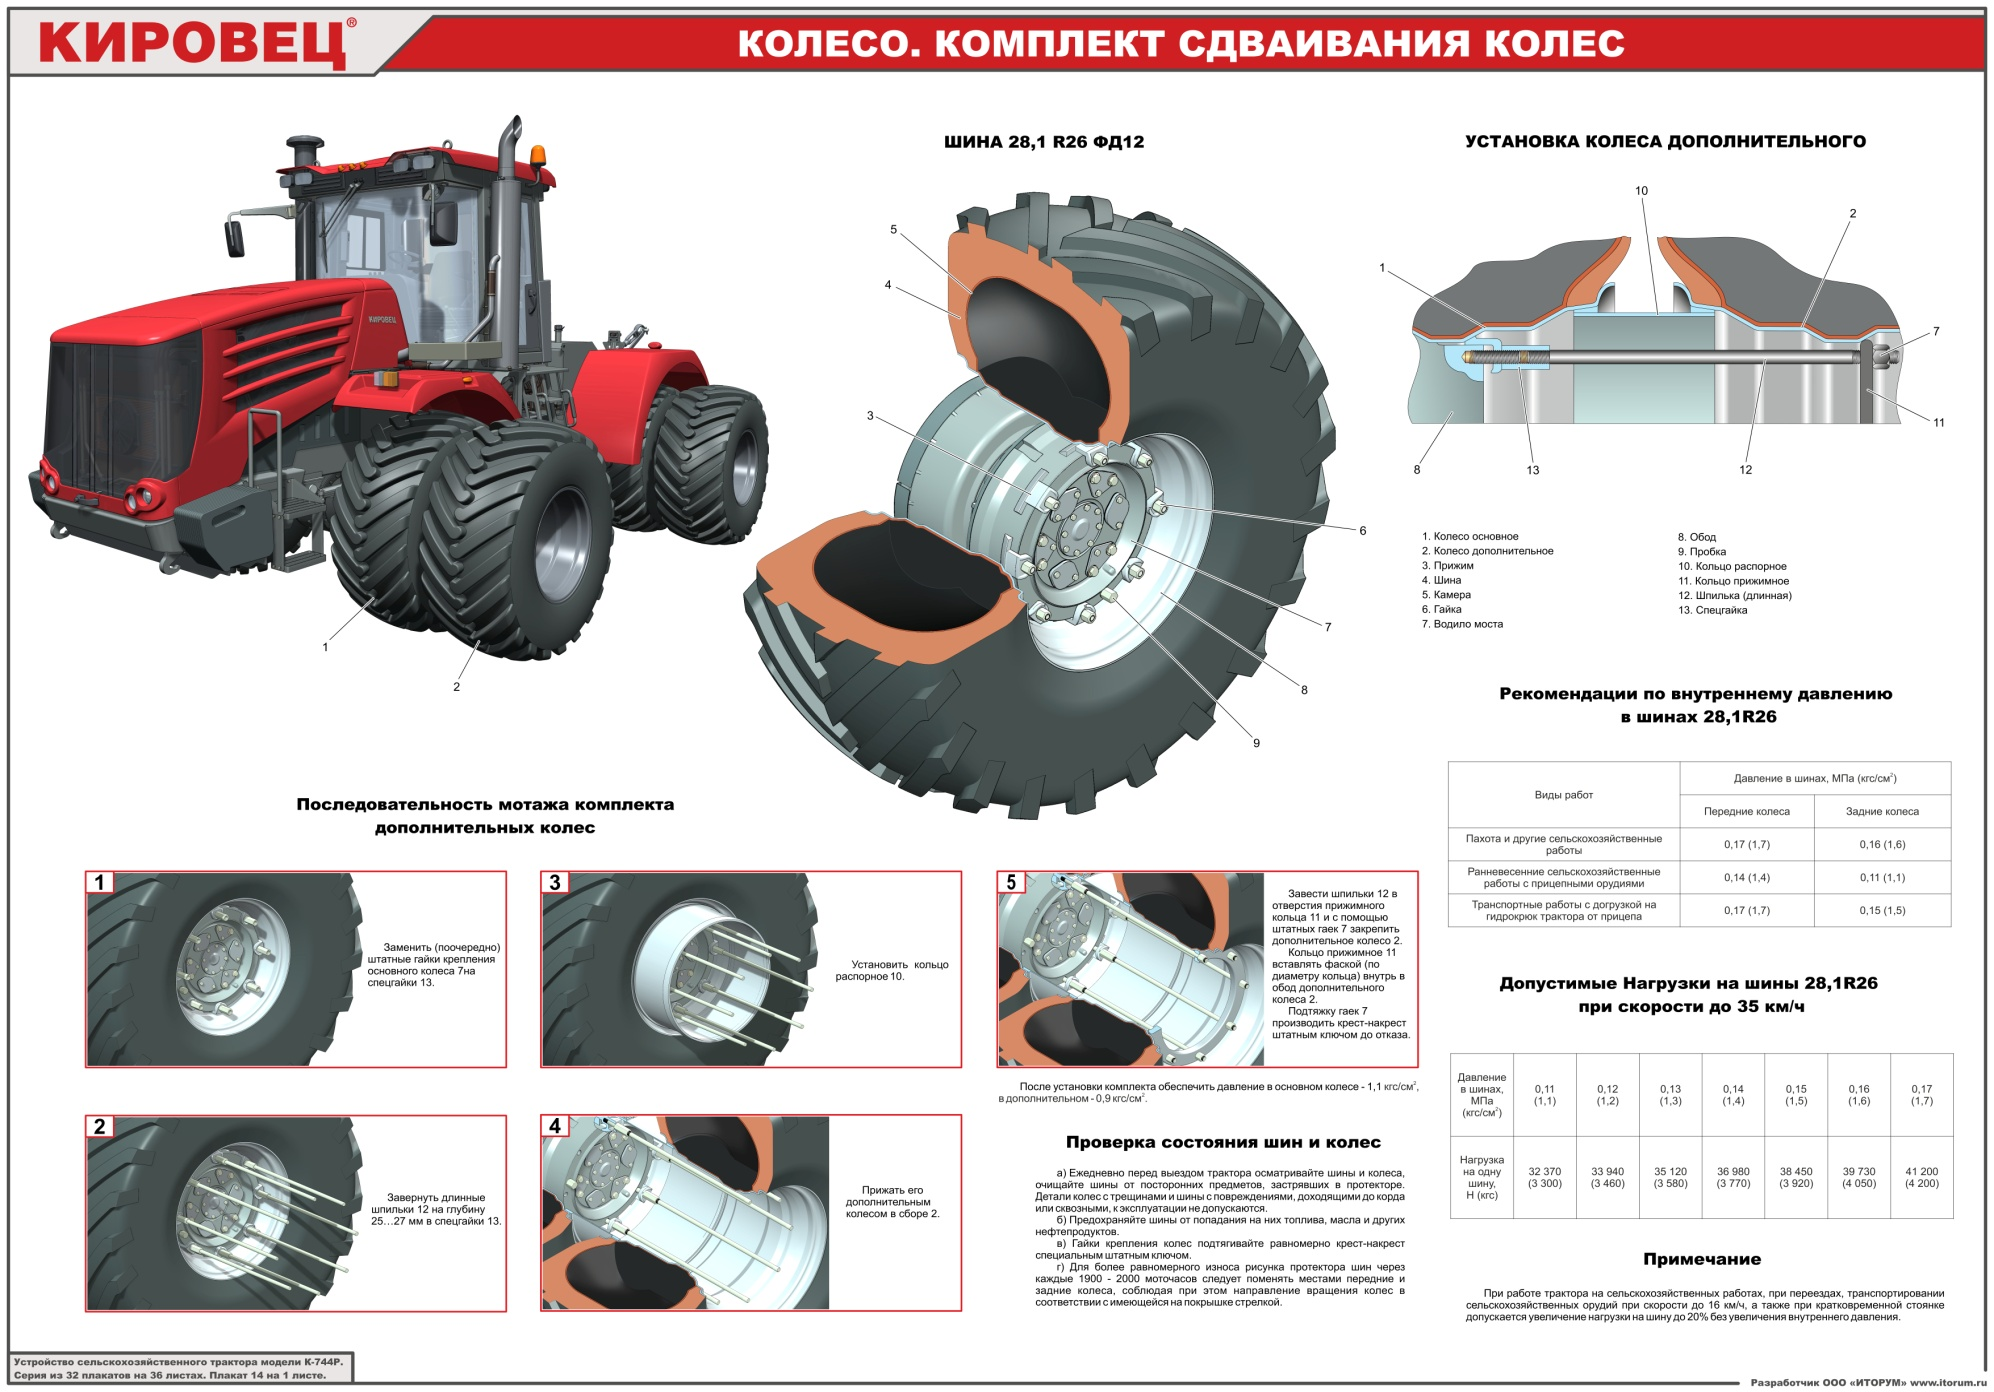 КИРОВЕЦ®
КОЛЕСО. КОМПЛЕКТ СДВАИВАНИЯ КОЛЕС
КИРОВЕЦ
1
2
ШИНА 28,1 R26 ФД12
5
4
3
6
7
8
9
УСТАНОВКА КОЛЕСА ДОПОЛНИТЕЛЬНОГО
10
2
1
7
11
8
13
12
1. Колесо основное
2. Колесо дополнительное
3. Прижим
4. Шина
5. Камера
6. Гайка
7. Водило моста
8. Обод
9. Пробка
10. Кольцо распорное
11. Кольцо прижимное
12. Шпилька (длинная)
13. Спецгайка
Рекомендации по внутреннему давлению
в шинах 28,1R26
Виды работ
Давление в шинах, МПа (кгс/см²)
Передние колеса
Задние колеса
Пахота и другие сельскохозяйственные
работы
0,17 (1,7)
0,16 (1,6)
Ранневесенние сельскохозяйственные
работы с прицепными орудиями
0,14 (1,4)
0,11 (1,1)
Транспортные работы с догрузкой на
гидрокрюк трактора от прицепа
0,17 (1,7)
0,15 (1,5)
Допустимые Нагрузки на шины 28,1R26
при скорости до 35 км/ч
Давление
в шинах,
МПа
(кгс/см²)
0,11
(1,1)
0,12
(1,2)
0,13
(1,3)
0,14
(1,4)
0,15
(1,5)
0,16
(1,6)
0,17
(1,7)
Нагрузка
на одну
шину,
Н (кгс)
32 370
(3 300)
33 940
(3 460)
35 120
(3 580)
36 980
(3 770)
38 450
(3 920)
39 730
(4 050)
41 200
(4 200)
Примечание
При работе трактора на сельскохозяйственных работах, при переездах, транспортировании
сельскохозяйственных орудий при скорости до 16 км/ч, а также при кратковременной стоянке
допускается увеличение нагрузки на шину до 20% без увеличения внутреннего давления.
Последовательность мотажа комплекта
дополнительных колес
1
Заменить (поочередно)
штатные гайки крепления
основного колеса 7на
спецгайки 13.
2
Завернуть длинные
шпильки 12 на глубину
25...27 мм в спецгайки 13.
3
Установить кольцо
распорное 10.
4
Прижать его
дополнительным
колесом в сборе 2.
5
Завести шпильки 12 в
отверстия прижимного
кольца 11 и с помощью
штатных гаек 7 закрепить
дополнительное колесо 2.
Кольцо прижимное 11
вставлять фаской (по
диаметру кольца) внутрь в
обод дополнительного
колеса 2.
Подтяжку гаек 7
производить крест-накрест
штатным ключом до отказа.
После установки комплекта обеспечить давление в основном колесе - 1,1 кгс/см²,
в дополнительном - 0,9 кгс/см².
Проверка состояния шин и колес
а) Ежедневно перед выездом трактора осматривайте шины и колеса,
очищайте шины от посторонних предметов, застрявших в протекторе.
Детали колес с трещинами и шины с повреждениями, доходящими до корда
или сквозными, к эксплуатации не допускаются.
б) Предохраняйте шины от попадания на них топлива, масла и других
нефтепродуктов.
в) Гайки крепления колес подтягивайте равномерно крест-накрест
специальным штатным ключом.
г) Для более равномерного износа рисунка протектора шин через
каждые 1900 - 2000 моточасов следует поменять местами передние и
задние колеса, соблюдая при этом направление вращения колес в
соответствии с имеющейся на покрышке стрелкой.
Устройство сельскохозяйственного трактора модели К-744Р.
Серия из 32 плакатов на 36 листах. Плакат 14 на 1 листе.
Разработчик ООО «ИТОРУМ» www.itorum.ru